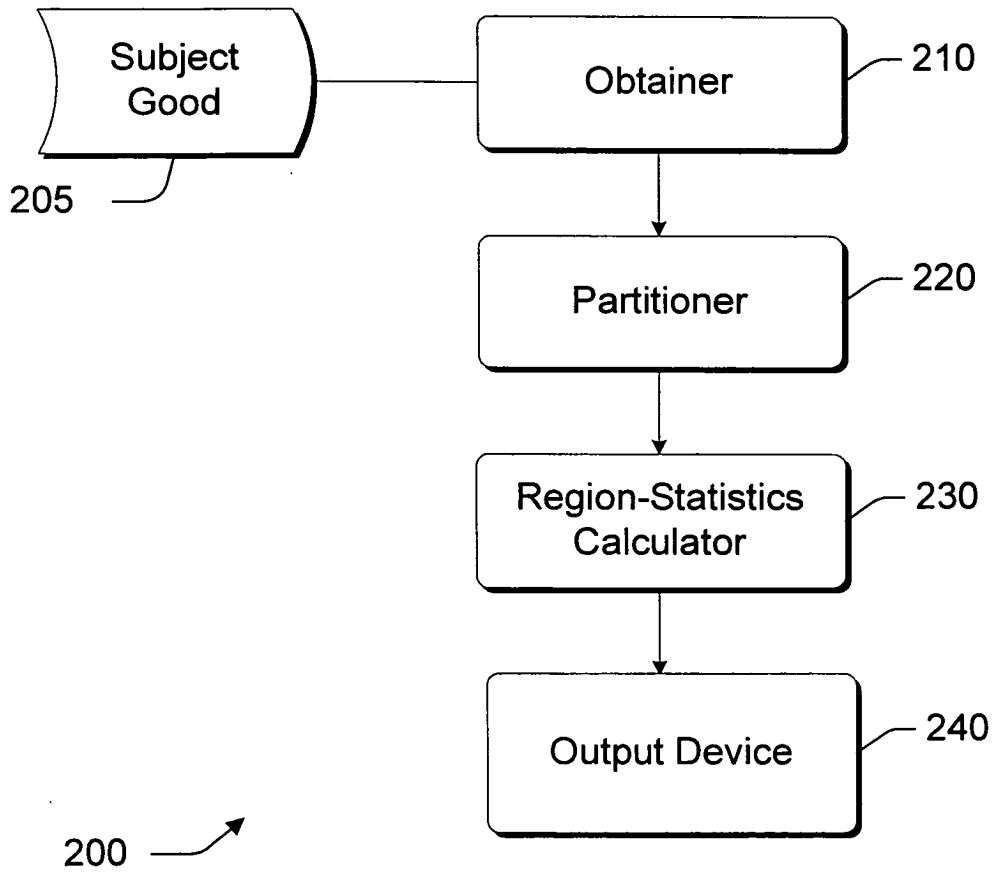 Subject
Good
205
Obtainer
210
Partitioner
220
Region-Statistics
Calculator
230
Output Device
240
200